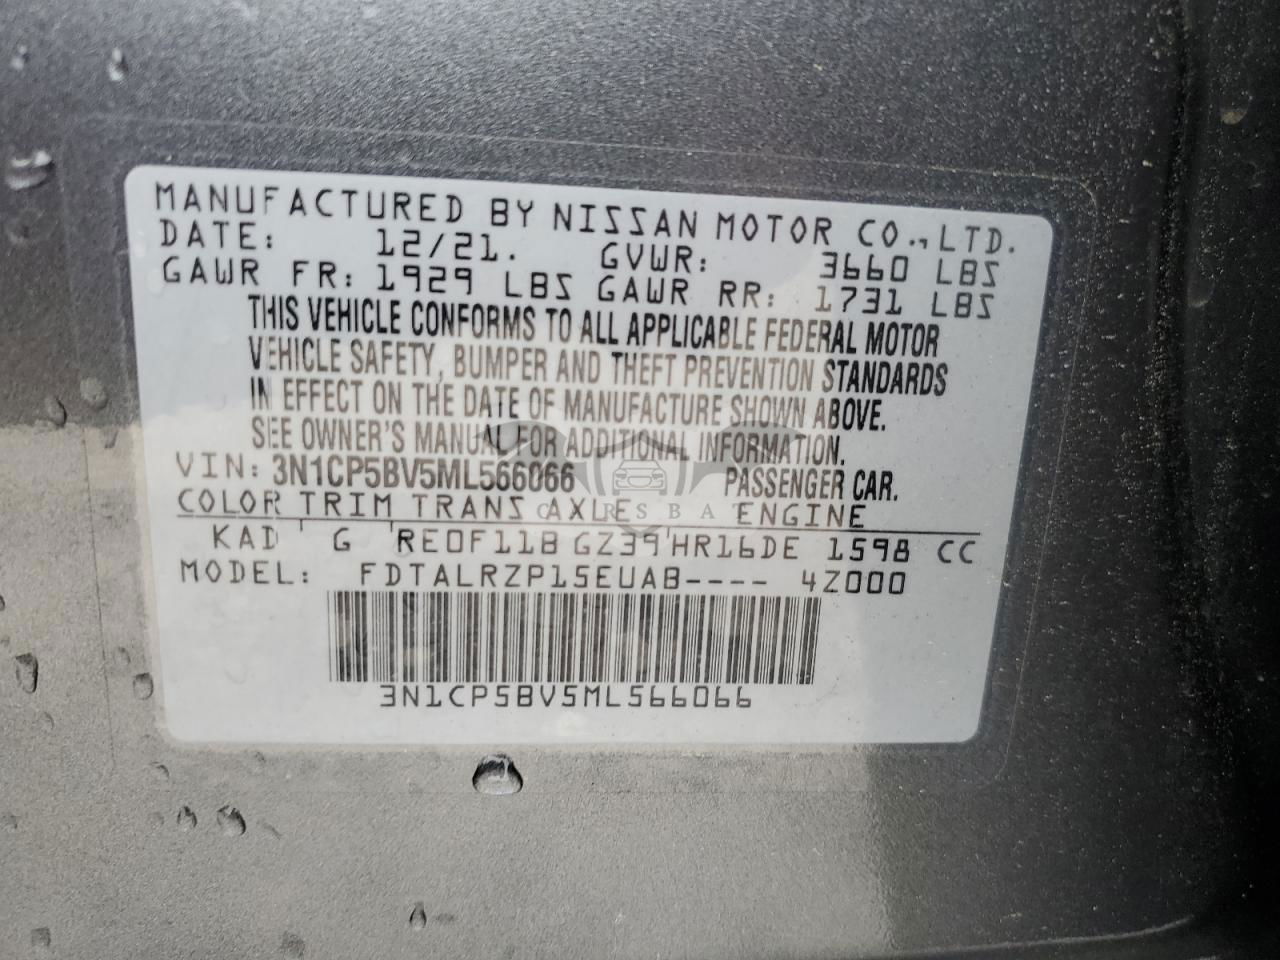 MANUFACTURED BY NISSAN MOTOR CO., LTD.
DATE: 12/21. GVWR: 3660 LBS
GAWR FR: 1929 LBS GAWR RR: 1731 LBS
THIS VEHICLE CONFORMS TO ALL APPLICABLE FEDERAL MOTOR
VEHICLE SAFETY, BUMPER AND THEFT PREVENTION STANDARDS
IN EFFECT ON THE DATE OF MANUFACTURE SHOWN ABOVE.
SEE OWNER'S MANUAL FOR ADDITIONAL INFORMATION.
VIN: 3N1CP5BV5ML566066 PASSENGER CAR.
COLOR TRIM TRANS AXLE ENGINE
KAD G RE0F11B GZ39 HR16DE 1598 CC
MODEL: FDTALRZP15EUAB---- 4Z000
3N1CP5BV5ML566066